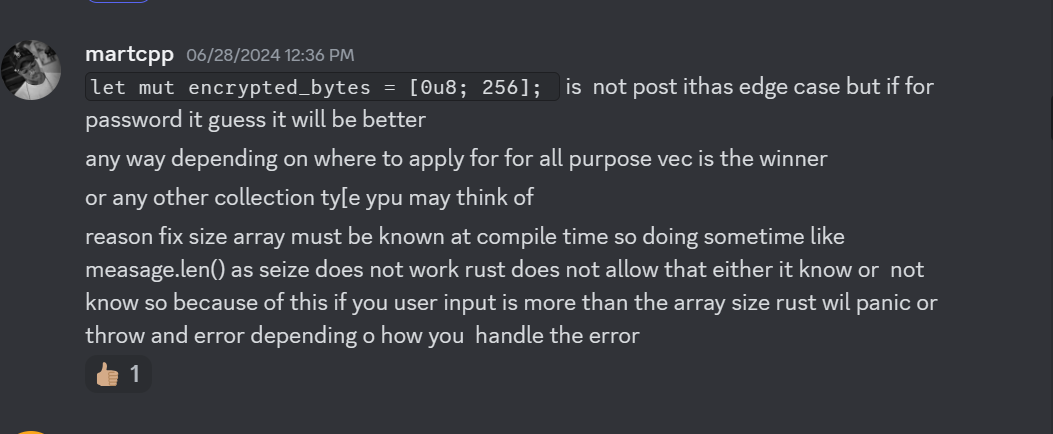 martcpp 06/28/2024 12:36 PM
let mut encrypted_bytes = [0u8; 256]; is not post ithas edge case but if for
password it guess it will be better
any way depending on where to apply for for all purpose vec is the winner
or any other collection ty[e ypu may think of
reason fix size array must be known at compile time so doing sometime like
meassage.len() as seize does not work rust does not allow that either it know or not
know so because of this if you user input is more than the array size rust wil panic or
throw and error depending o how you handle the error
1